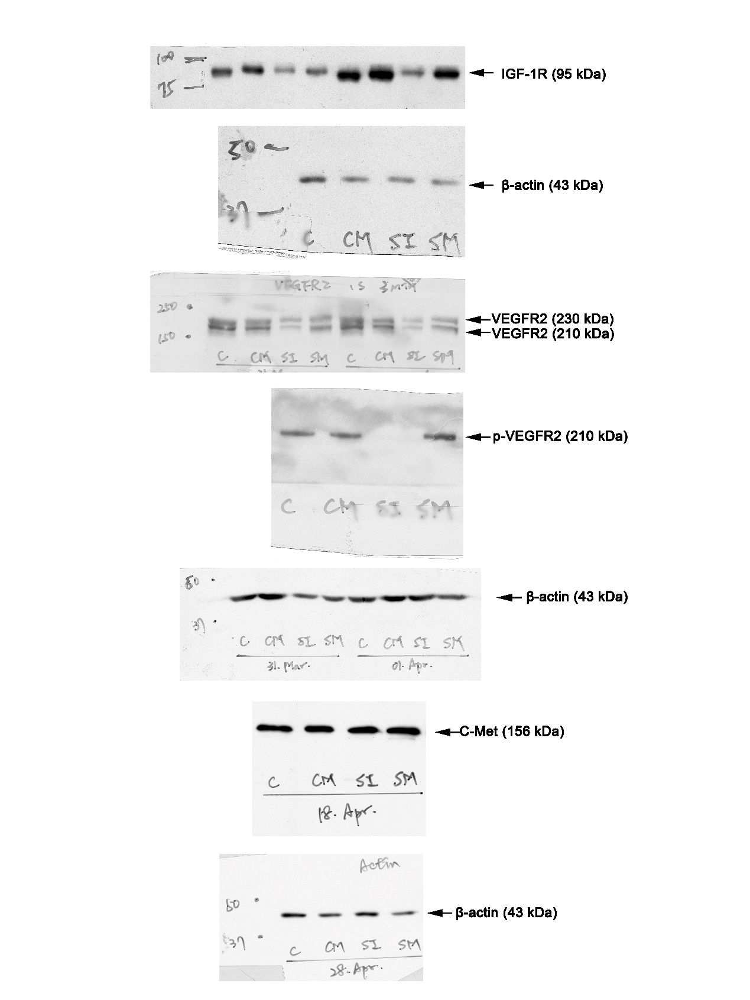 100
75
IGF-1R (95 kDa)
50
β-actin (43 kDa)
37
C CM SI SM
VEGFR2 1S 3min
250
VEGFR2 (230 kDa)
VEGFR2 (210 kDa)
150
C CM SI SM C CM SI SM
p-VEGFR2 (210 kDa)
C CM SI SM
50
β-actin (43 kDa)
37
C CM SI SM C CM SI SM
31. Mar. 01. Apr.
C-Met (156 kDa)
C CM SI SM
18. Apr.
Actin
50
β-actin (43 kDa)
37
C CM SI SM
28. Apr.